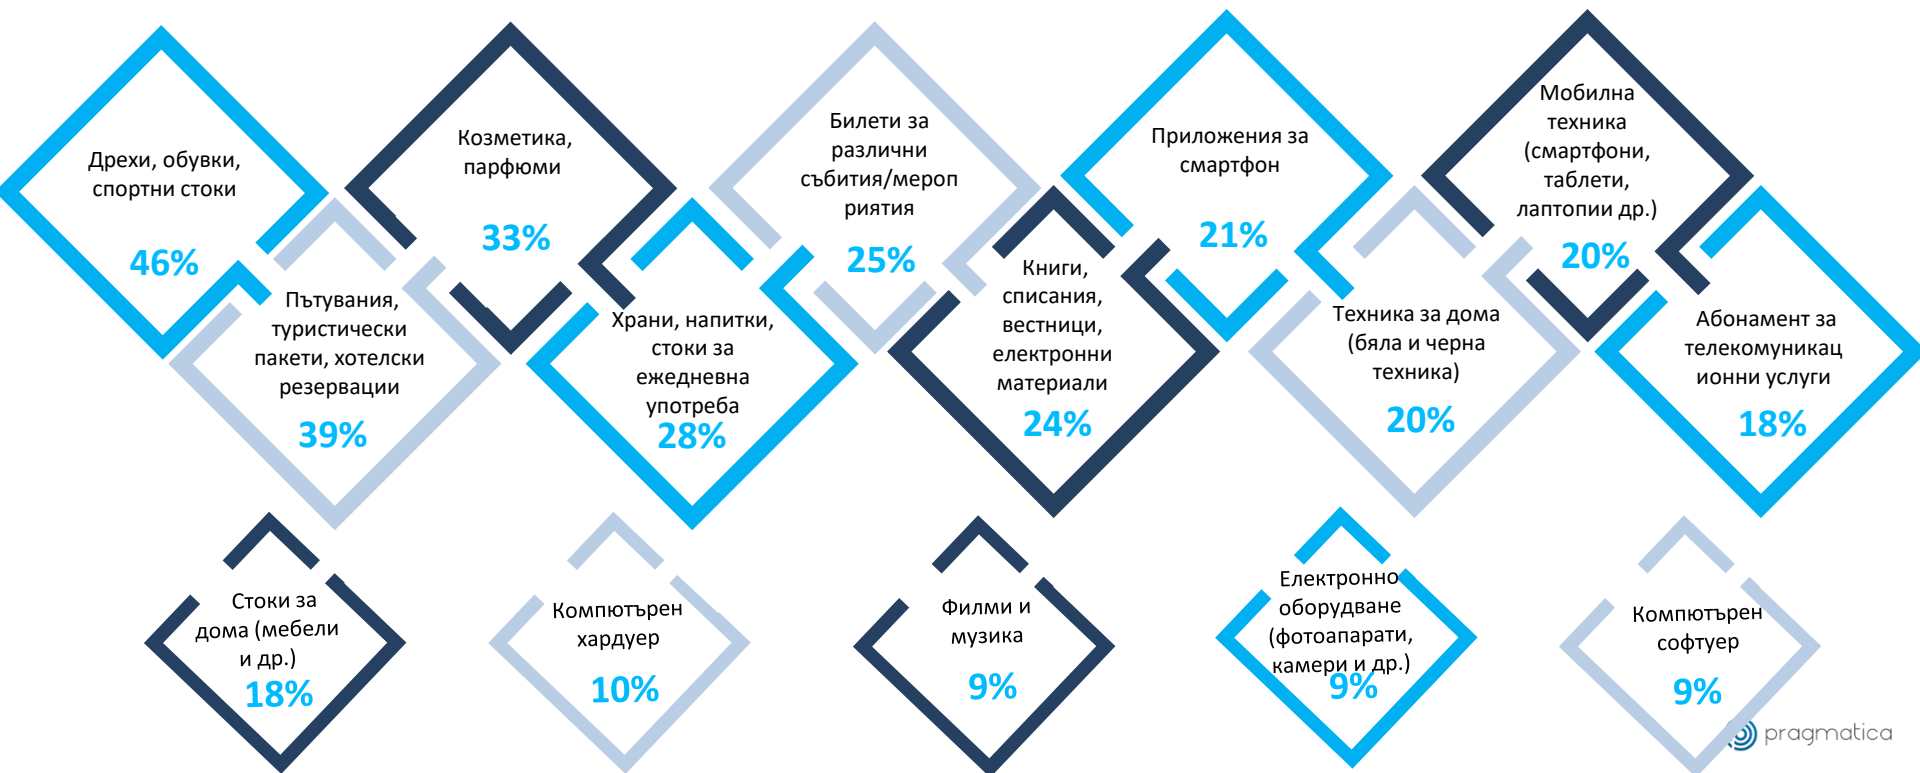 Дрехи, обувки,
спортни стоки
46%
Пътувания,
туристически
пакети, хотелски
резервации
39%
Козметика,
парфюми
33%
Храни, напитки,
стоки за
ежедневна
употреба
28%
Билети за
различни
събития/мероп
риятия
25%
Книги,
списания,
вестници,
електронни
материали
24%
Приложения за
смартфон
21%
Техника за дома
(бяла и черна
техника)
20%
Мобилна
техника
(смартфони,
таблети,
лаптопии др.)
20%
Абонамент за
телекомуникац
ионни услуги
18%
Стоки за
дома (мебели
и др.)
18%
Компютърен
хардуер
10%
Филми и
музика
9%
Електронно
оборудване
(фотоапарати,
камери и др.)
9%
Компютърен
софтуер
9%
pragmatica